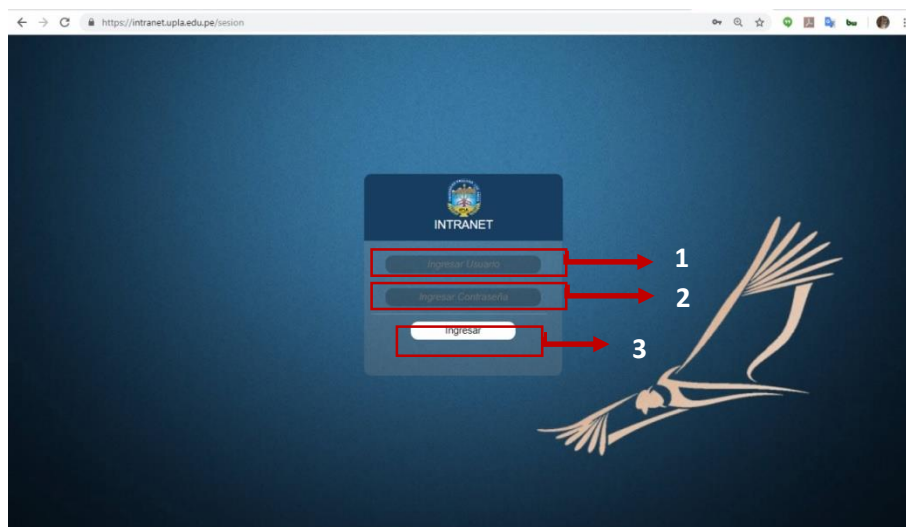 https://intranet.upla.edu.pe/sesion
INTRANET
Ingresar Usuario
1
Ingresar Contraseña
2
Ingresar
3